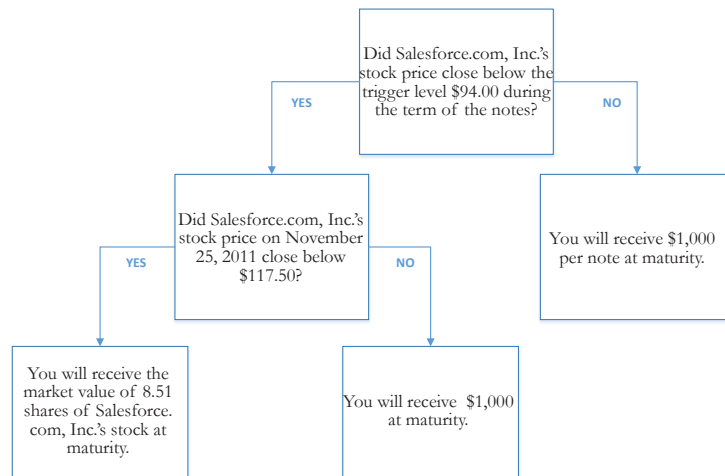 Did Salesforce.com, Inc.'s
stock price close below the
trigger level $94.00 during
the term of the notes?
YES
NO
Did Salesforce.com, Inc.'s
stock price on November
25, 2011 close below
$117.50?
You will receive $1,000
per note at maturity.
YES
NO
You will receive the
market value of 8.51
shares of Salesforce.
com, Inc.'s stock at
maturity.
You will receive $1,000
at maturity.